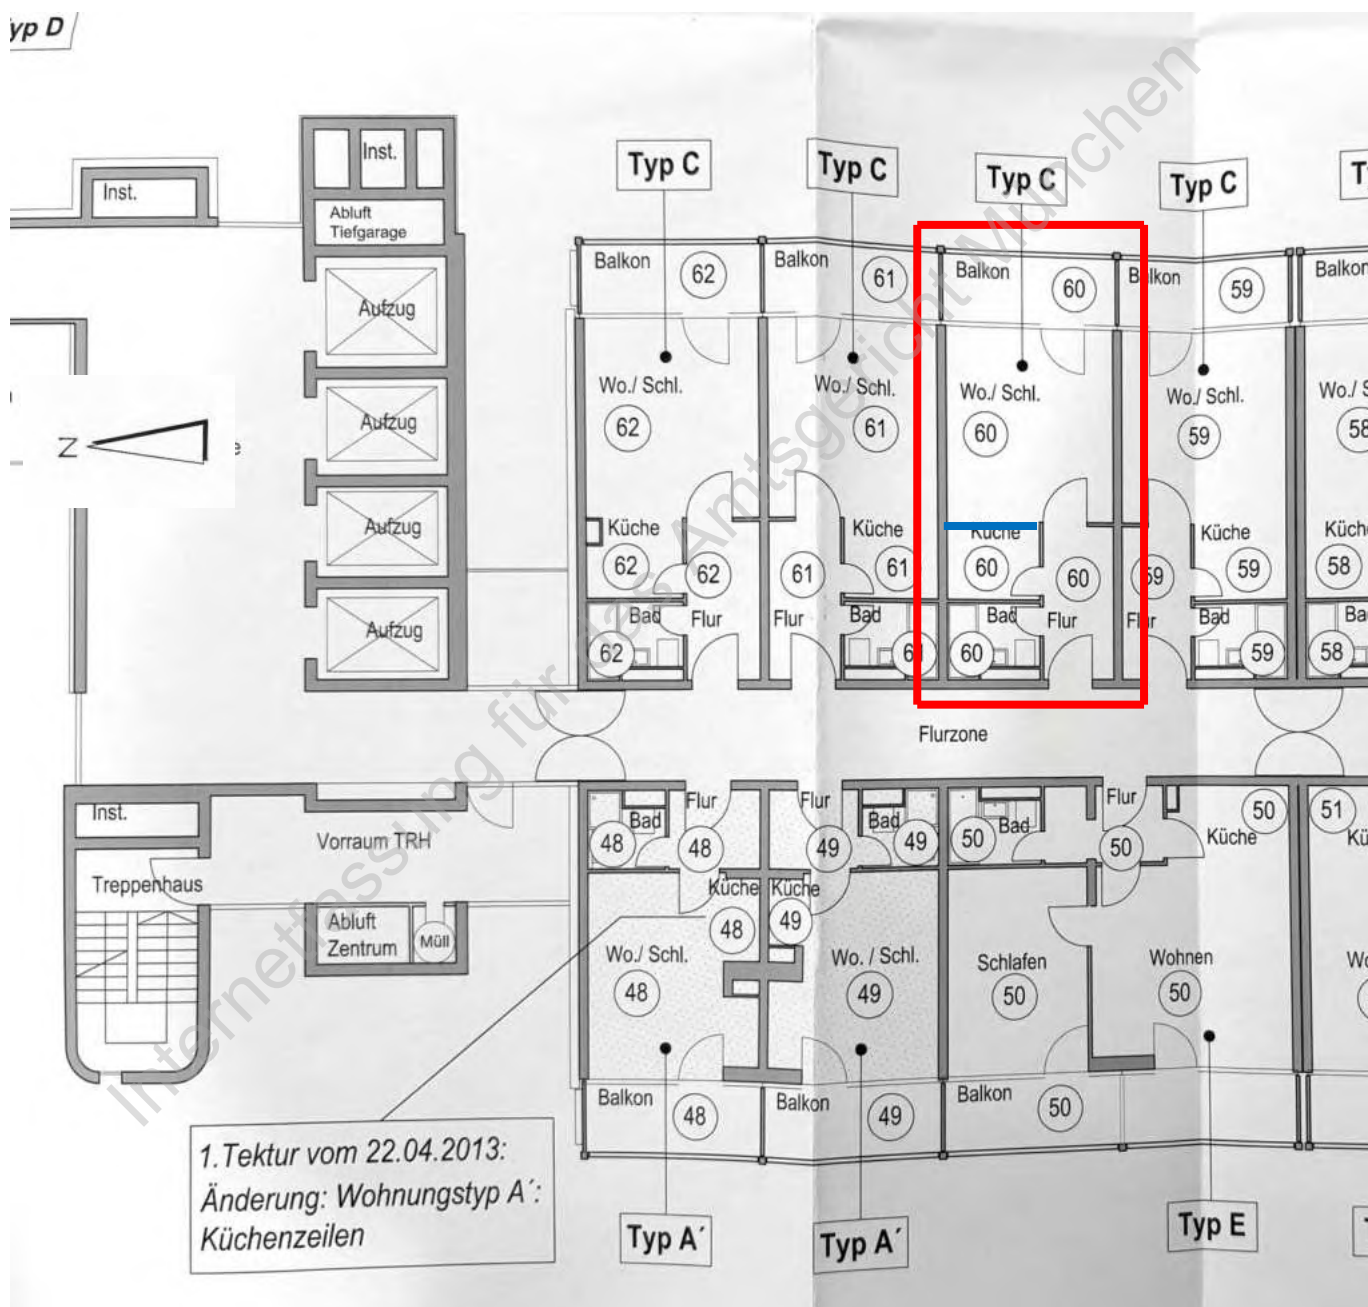 yp D
Inst.
Inst.
Abluft
Tiefgarage
Aufzug
Aufzug
Aufzug
Aufzug
N
e
Typ C
Typ C
Typ C
Typ C
Balkon 62
Balkon 61
Balkon 60
Balkon 59
Balkon
Wo./ Schl.
62
Wo./ Schl.
61
Wo./ Schl.
60
Wo./ Schl.
59
58
Küche
62
62
Flur
Bad
62
Küche
61
61
Flur
Bad
61
Küche
60
60
Flur
Bad
60
Küche
59
59
Flur
Bad
59
58
58
Flurzone
Inst.
Vorraum TRH
Treppenhaus
Abluft
Zentrum
Müll
Flur
Bad
48
48
Küche
48
Wo./ Schl.
48
Balkon 48
Flur
Bad
49
49
Küche
49
Wo. / Schl.
49
Balkon 49
Flur
Bad
50
50
Küche
50
Schlafen
50
Wohnen
50
Balkon 50
51
1.Tektur vom 22.04.2013:
Änderung: Wohnungstyp A´:
Küchenzeilen
Typ A´
Typ A´
Typ E
Internetfassung für das Amtsgericht München